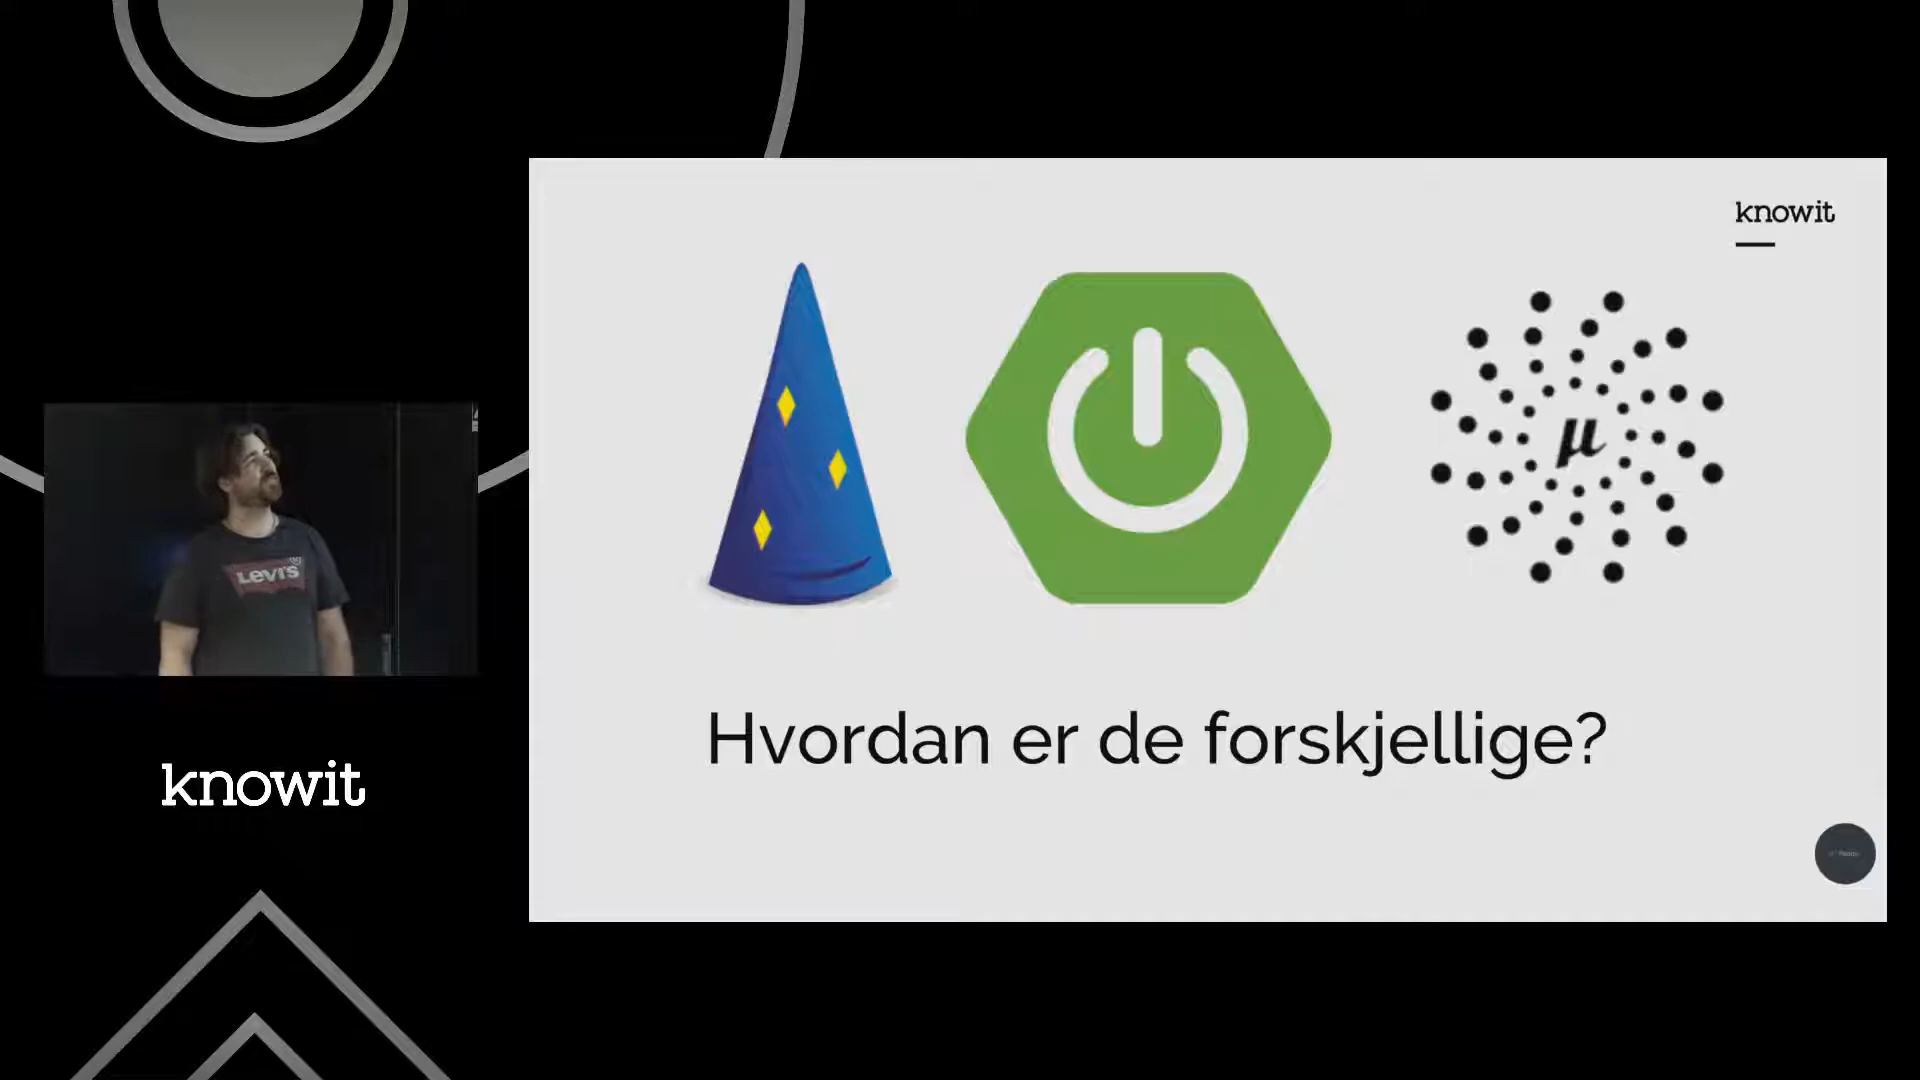 knowit
µ
Hvordan er de forskjellige?
Levi's
knowit